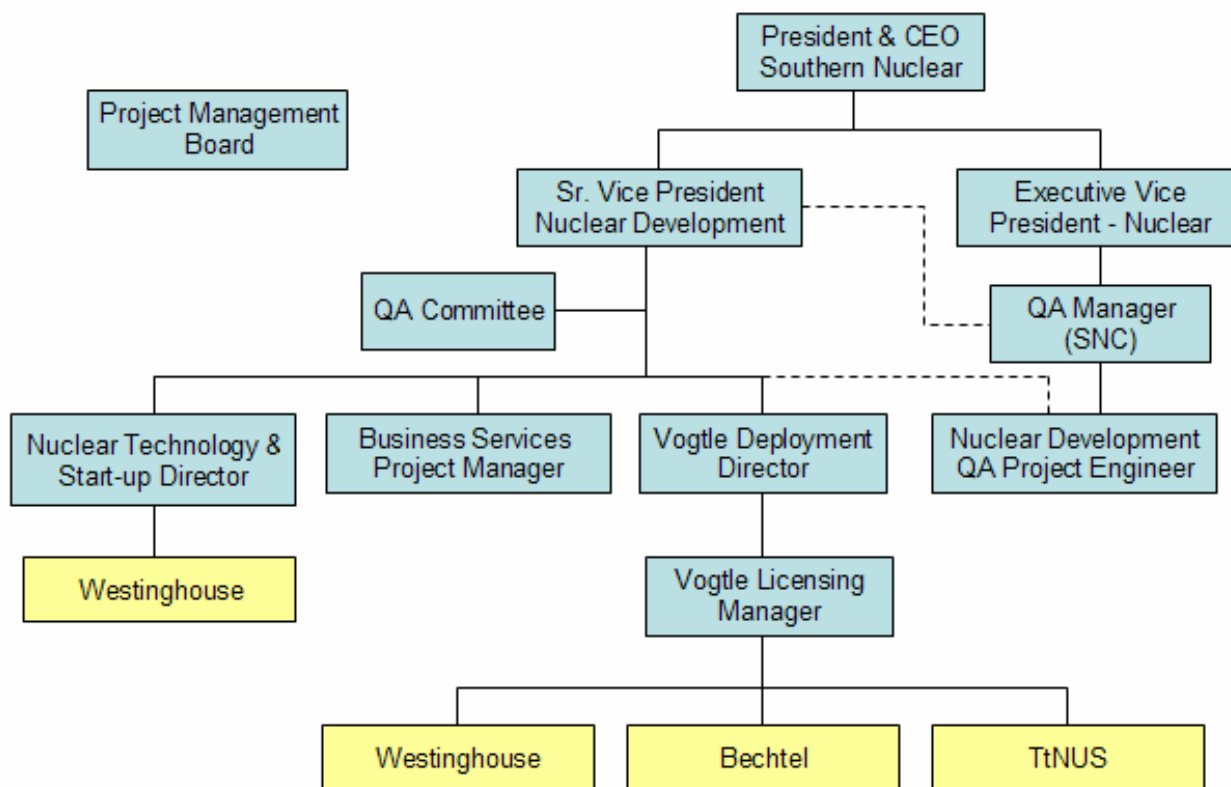 President & CEO
Southern Nuclear
Project Management
Board
Sr. Vice President
Nuclear Development
Executive Vice
President - Nuclear
QA Committee
QA Manager
(SNC)
Nuclear Technology &
Start-up Director
Business Services
Project Manager
Vogtle Deployment
Director
Nuclear Development
QA Project Engineer
Westinghouse
Vogtle Licensing
Manager
Westinghouse
Bechtel
TtNUS